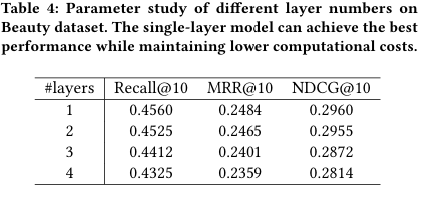 Table 4: Parameter study of different layer numbers on
Beauty dataset. The single-layer model can achieve the best
performance while maintaining lower computational costs.
#layers Recall@10 MRR@10 NDCG@10
1 0.4560 0.2484 0.2960
2 0.4525 0.2465 0.2955
3 0.4412 0.2401 0.2872
4 0.4325 0.2359 0.2814